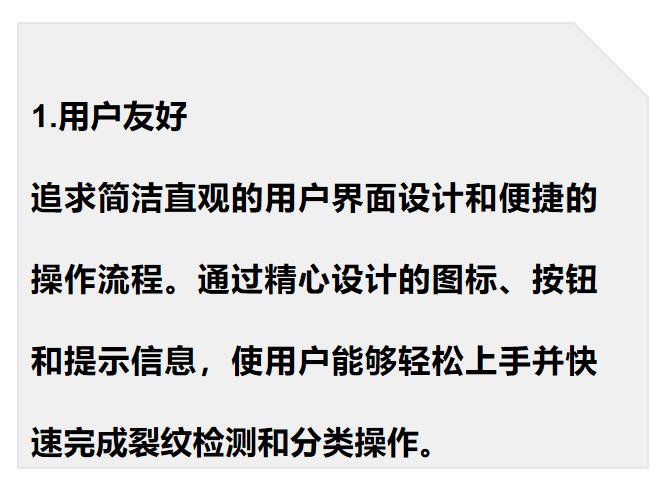 1.用户友好
追求简洁直观的用户界面设计和便捷的
操作流程。通过精心设计的图标、按钮
和提示信息，使用户能够轻松上手并快
速完成裂纹检测和分类操作。